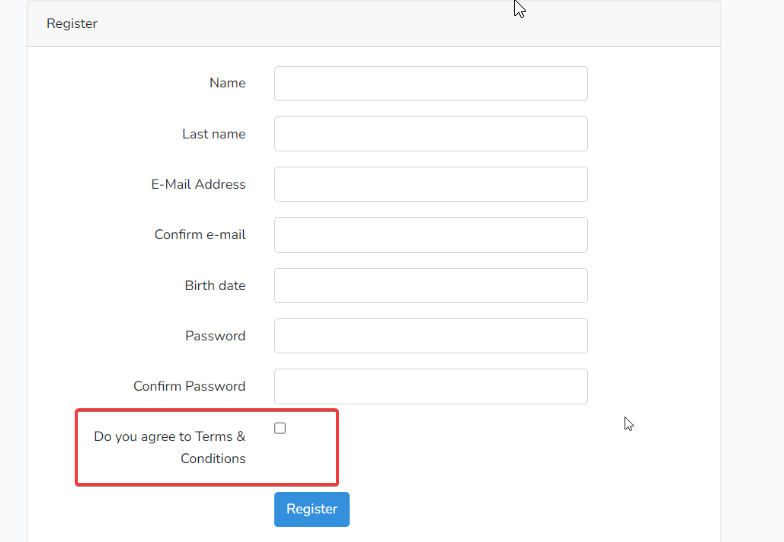 Register
Name
Last name
E-Mail Address
Confirm e-mail
Birth date
Password
Confirm Password
Do you agree to Terms &
Conditions
Register